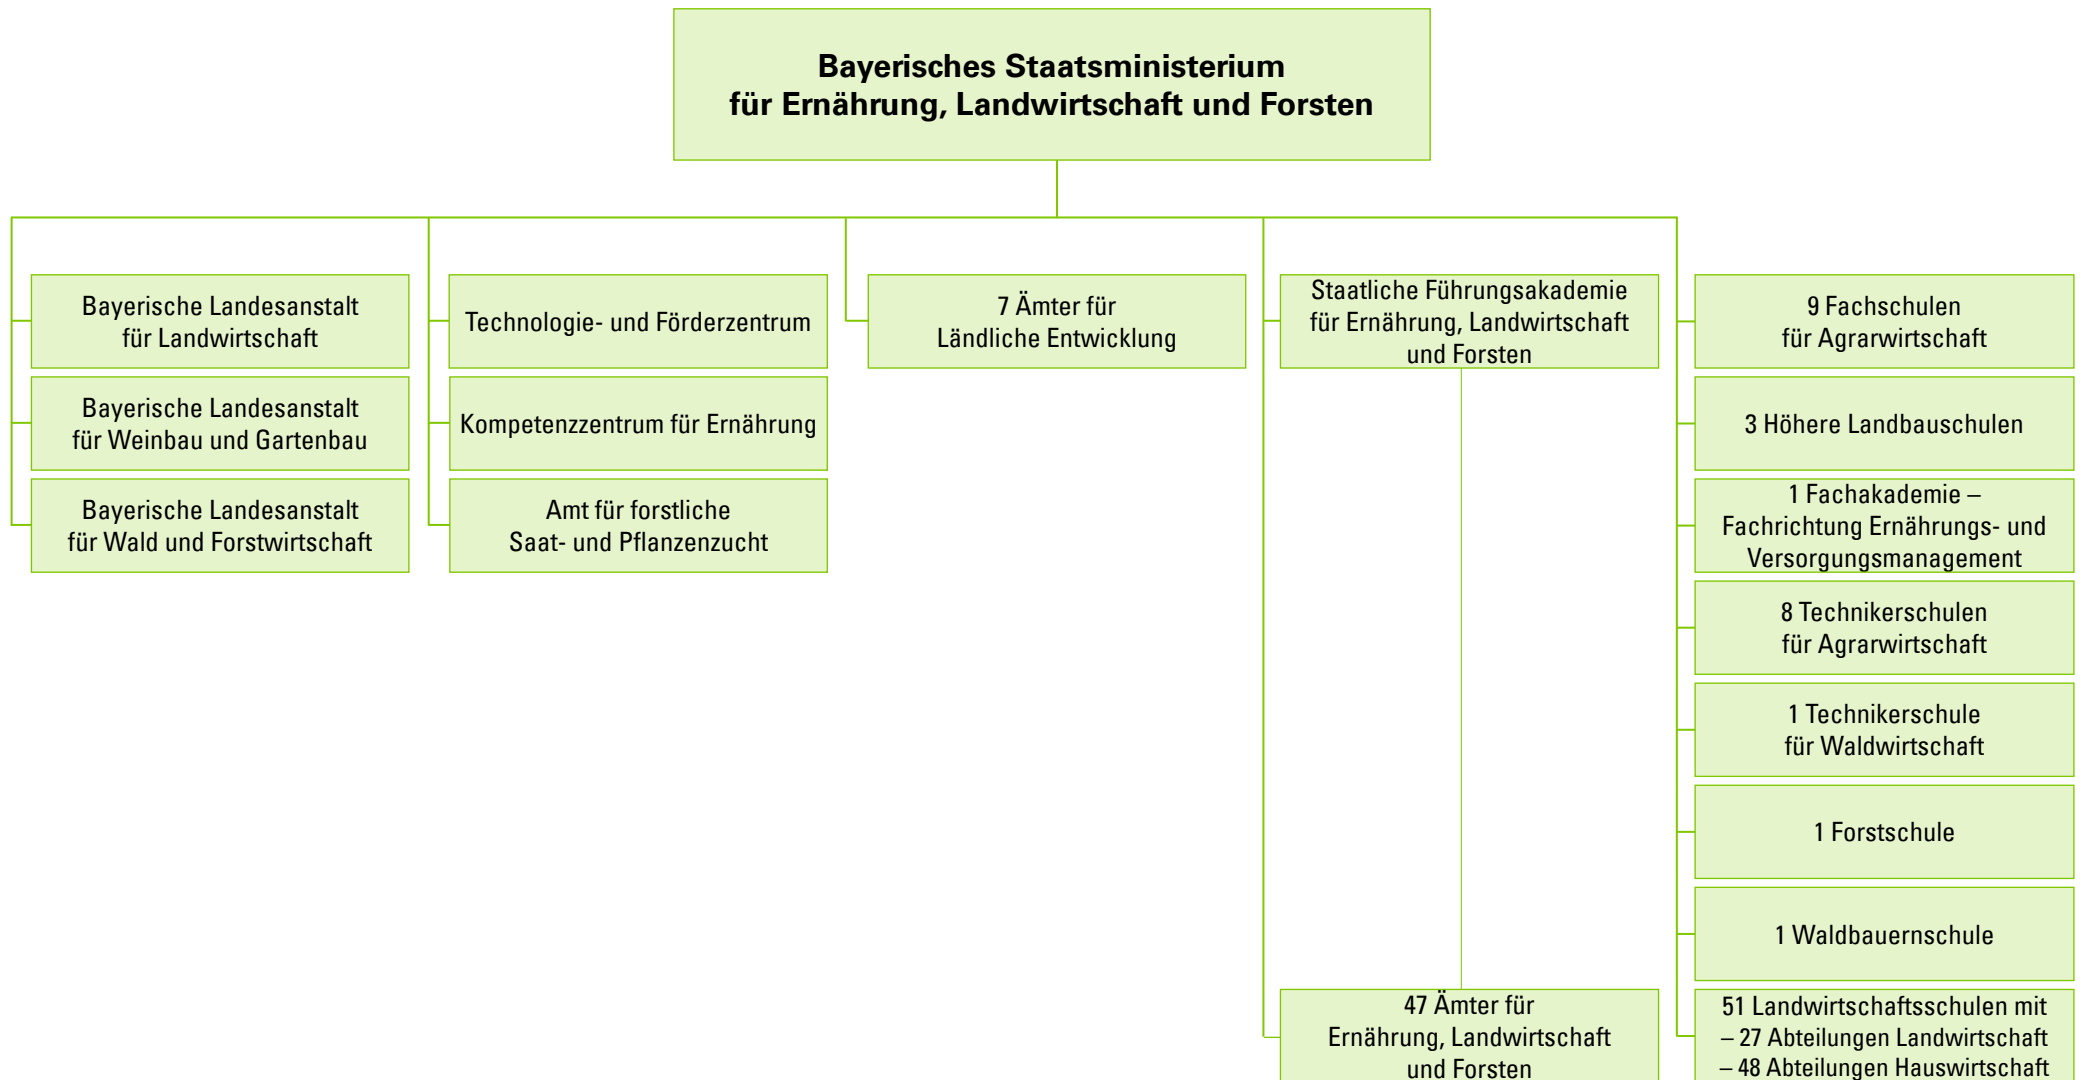 Bayerisches Staatsministerium
für Ernährung, Landwirtschaft und Forsten
Bayerische Landesanstalt
für Landwirtschaft
Bayerische Landesanstalt
für Weinbau und Gartenbau
Bayerische Landesanstalt
für Wald und Forstwirtschaft
Technologie- und Förderzentrum
Kompetenzzentrum für Ernährung
Amt für forstliche
Saat- und Pflanzenzucht
7 Ämter für
Ländliche Entwicklung
Staatliche Führungsakademie
für Ernährung, Landwirtschaft
und Forsten
47 Ämter für
Ernährung, Landwirtschaft
und Forsten
9 Fachschulen
für Agrarwirtschaft
3 Höhere Landbauschulen
1 Fachakademie –
Fachrichtung Ernährungs- und
Versorgungsmanagement
8 Technikerschulen
für Agrarwirtschaft
1 Technikerschule
für Waldwirtschaft
1 Forstschule
1 Waldbauernschule
51 Landwirtschaftsschulen mit
– 27 Abteilungen Landwirtschaft
– 48 Abteilungen Hauswirtschaft